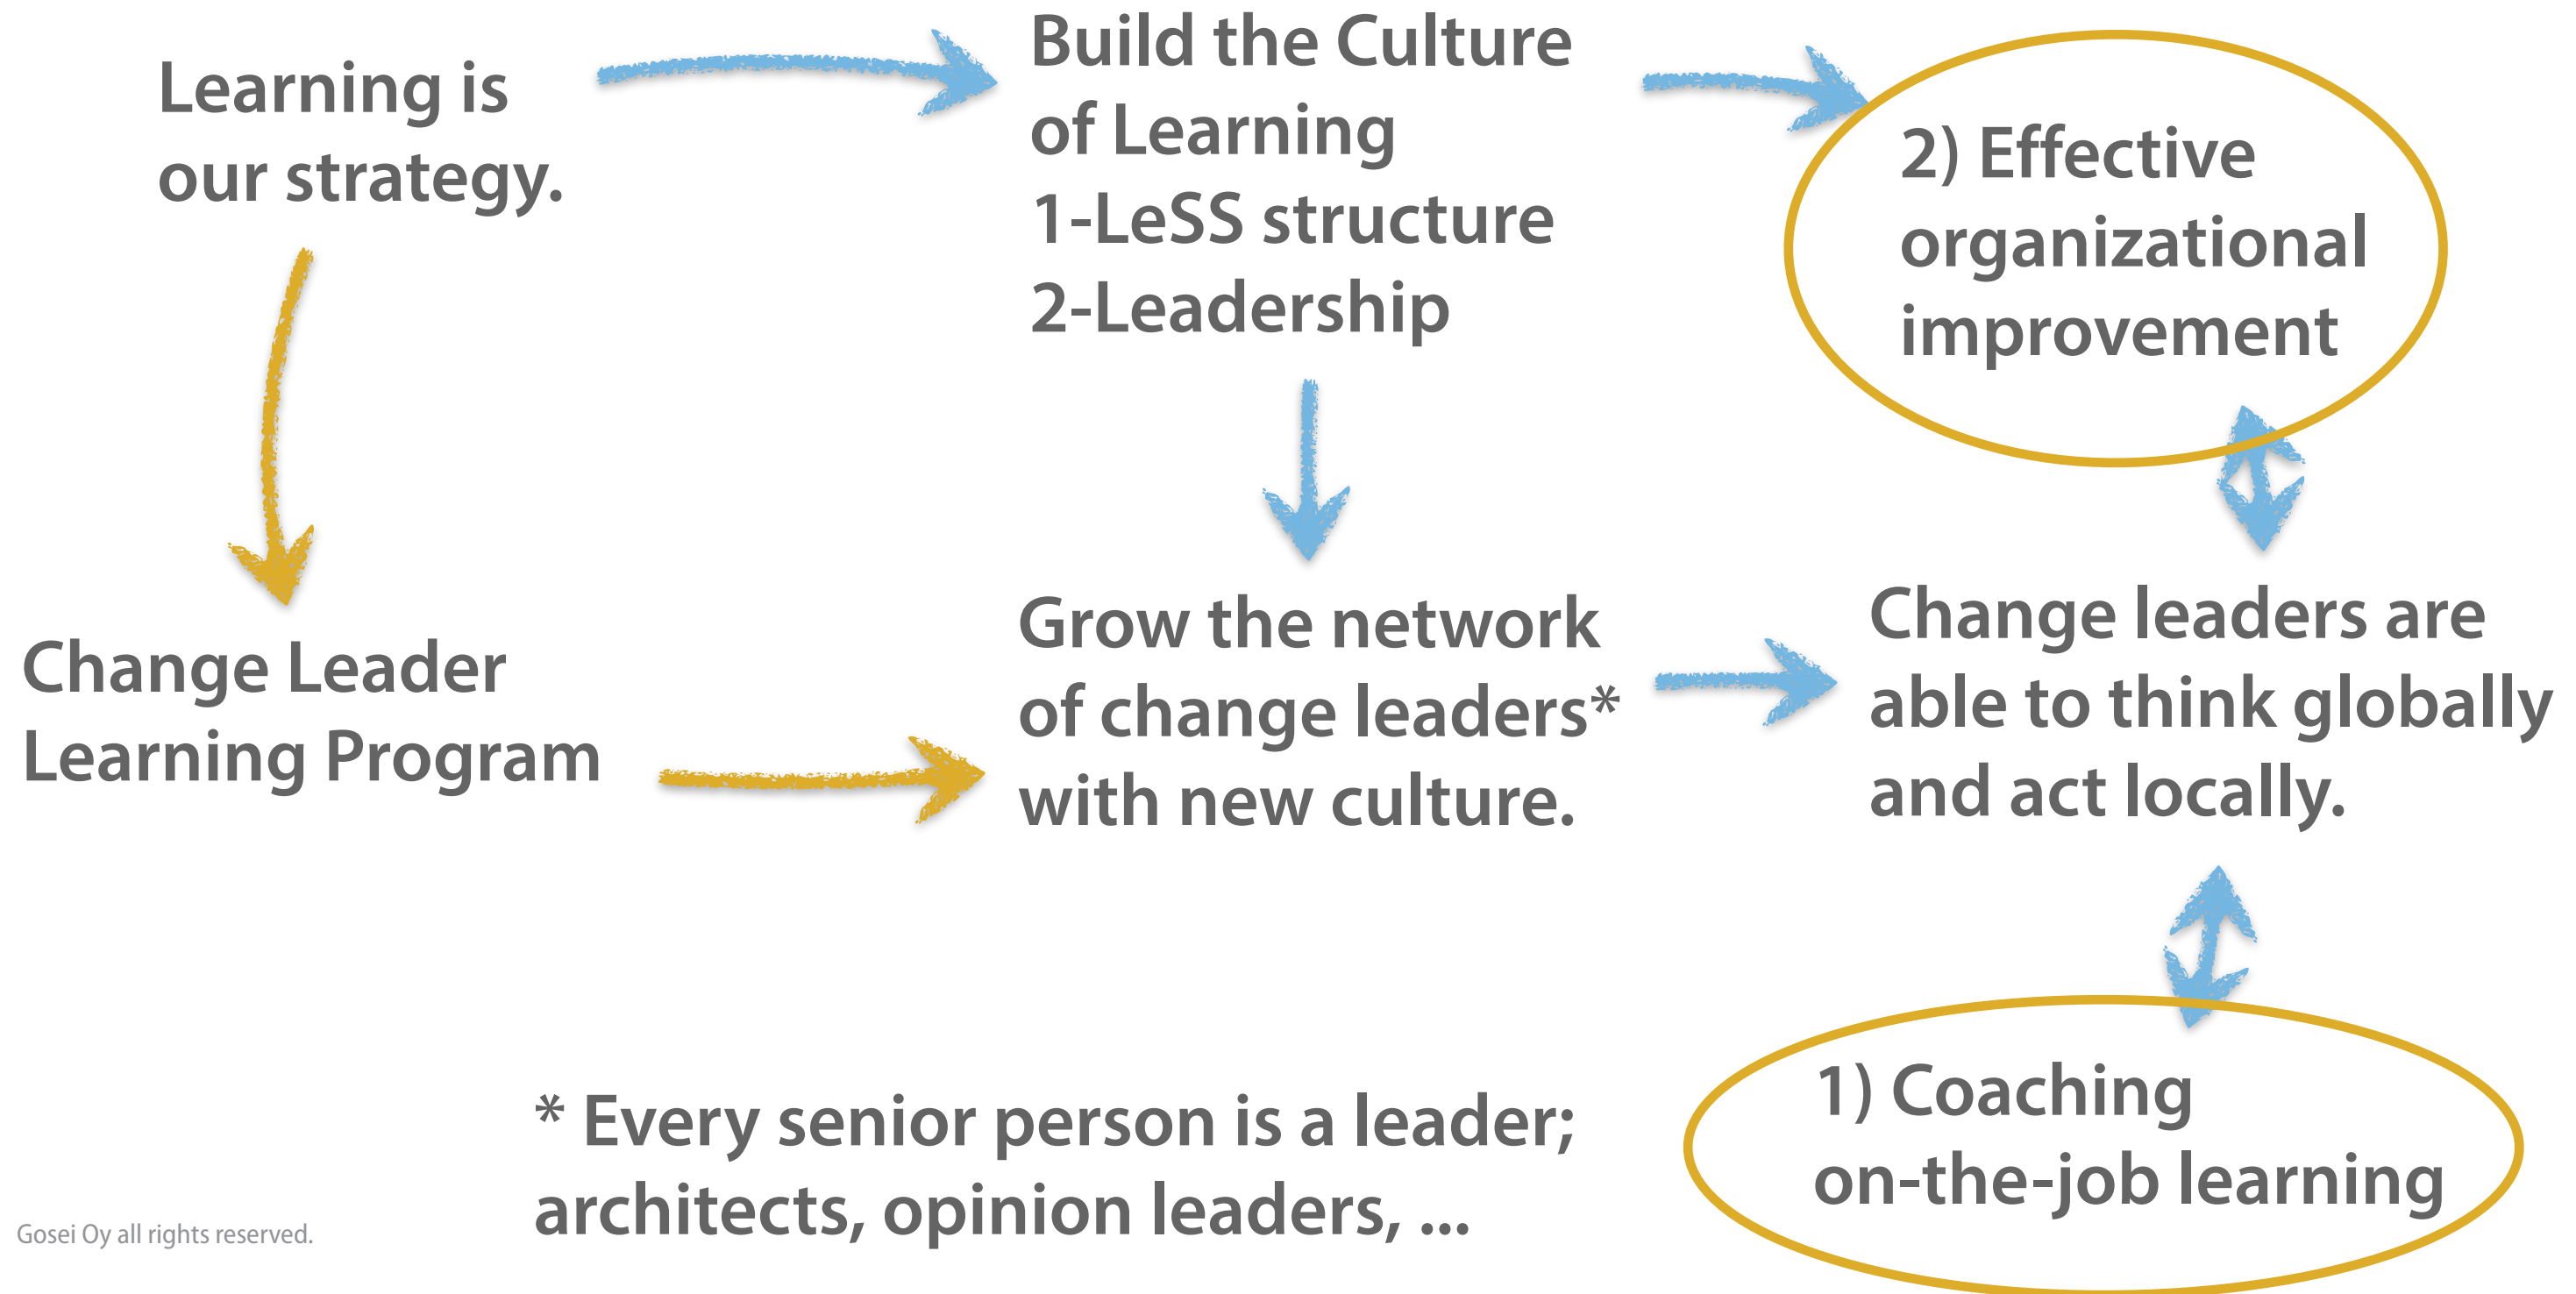 Learning is
our strategy.
Build the Culture
of Learning
1-LeSS structure
2-Leadership
2) Effective
organizational
improvement
Change Leader
Learning Program
Grow the network
of change leaders*
with new culture.
Change leaders are
able to think globally
and act locally.
* Every senior person is a leader;
architects, opinion leaders, ...
1) Coaching
on-the-job learning
Gosei Oy all rights reserved.